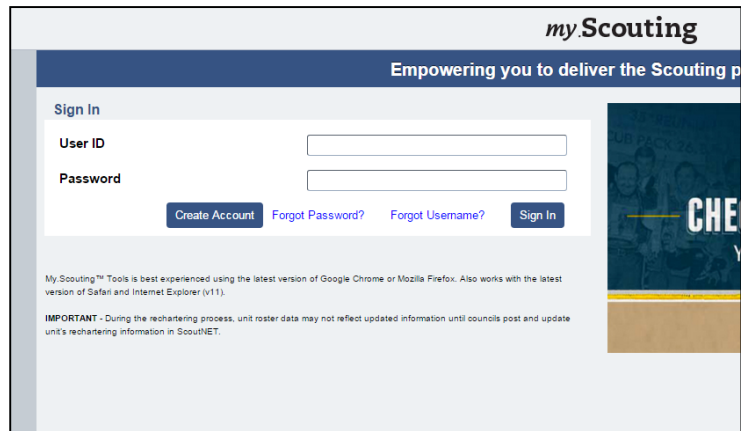 my.Scouting
Empowering you to deliver the Scouting p
Sign In
User ID
Password
Create Account Forgot Password? Forgot Username? Sign In
CUB PACK
CHE
Y
My.Scouting™ Tools is best experienced using the latest version of Google Chrome or Mozilla Firefox. Also works with the latest
version of Safari and Internet Explorer (v11).
IMPORTANT - During the rechartering process, unit roster data may not reflect updated information until councils post and update
unit's rechartering information in ScoutNET.